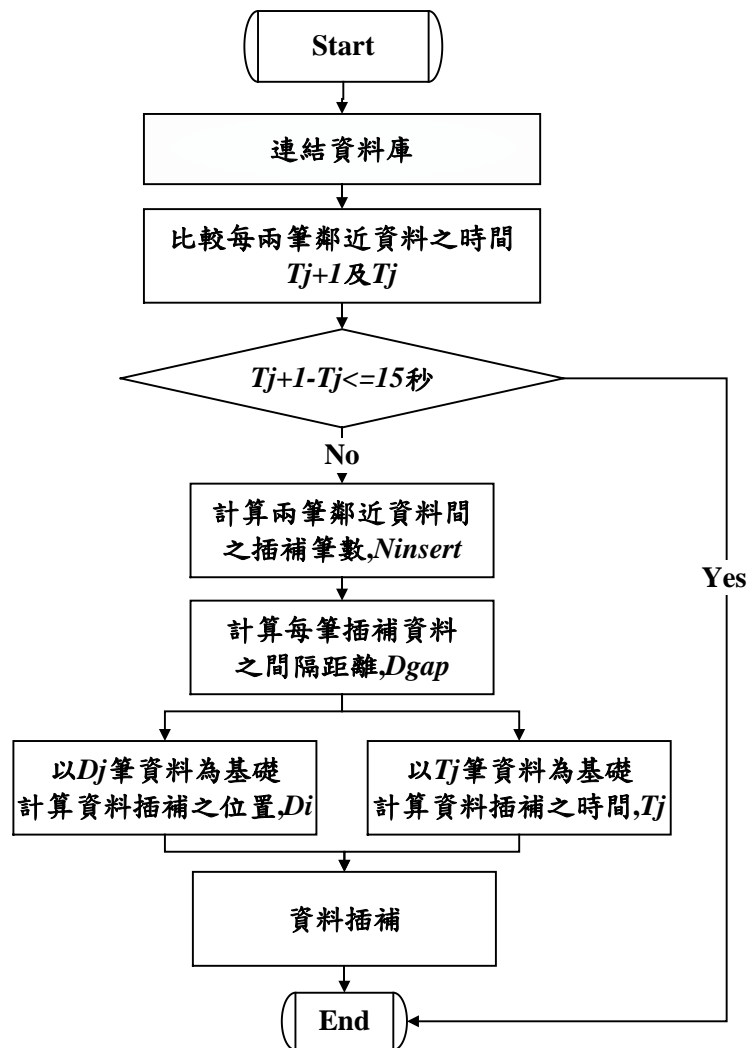 Start
連結資料庫
比較每兩筆鄰近資料之時間
Tj+1及Tj
Tj+1-Tj<=15秒
No
計算兩筆鄰近資料間
之插補筆數,Ninsert
Yes
計算每筆插補資料
之間隔距離,Dgap
以Dj筆資料為基礎
計算資料插補之位置,Di
以Tj筆資料為基礎
計算資料插補之時間,Tj
資料插補
End